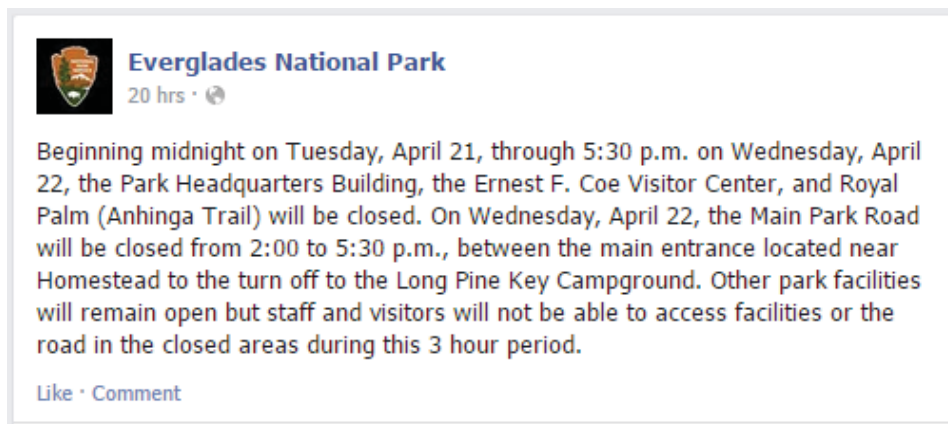 Everglades National Park
20 hrs ·
Beginning midnight on Tuesday, April 21, through 5:30 p.m. on Wednesday, April
22, the Park Headquarters Building, the Ernest F. Coe Visitor Center, and Royal
Palm (Anhinga Trail) will be closed. On Wednesday, April 22, the Main Park Road
will be closed from 2:00 to 5:30 p.m., between the main entrance located near
Homestead to the turn off to the Long Pine Key Campground. Other park facilities
will remain open but staff and visitors will not be able to access facilities or the
road in the closed areas during this 3 hour period.
Like · Comment